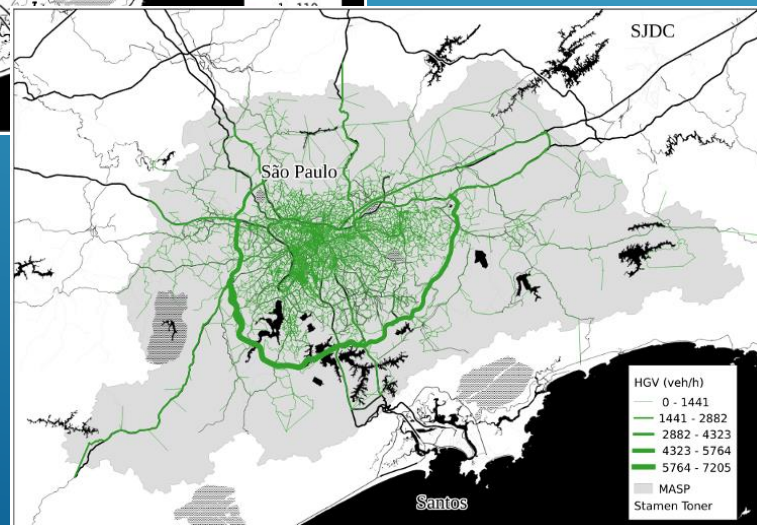 SJDC
São Paulo
Santos
HGV (veh/h)
0 - 1441
1441 - 2882
2882 - 4323
4323 - 5764
5764 - 7205
MASP
Stamen Toner